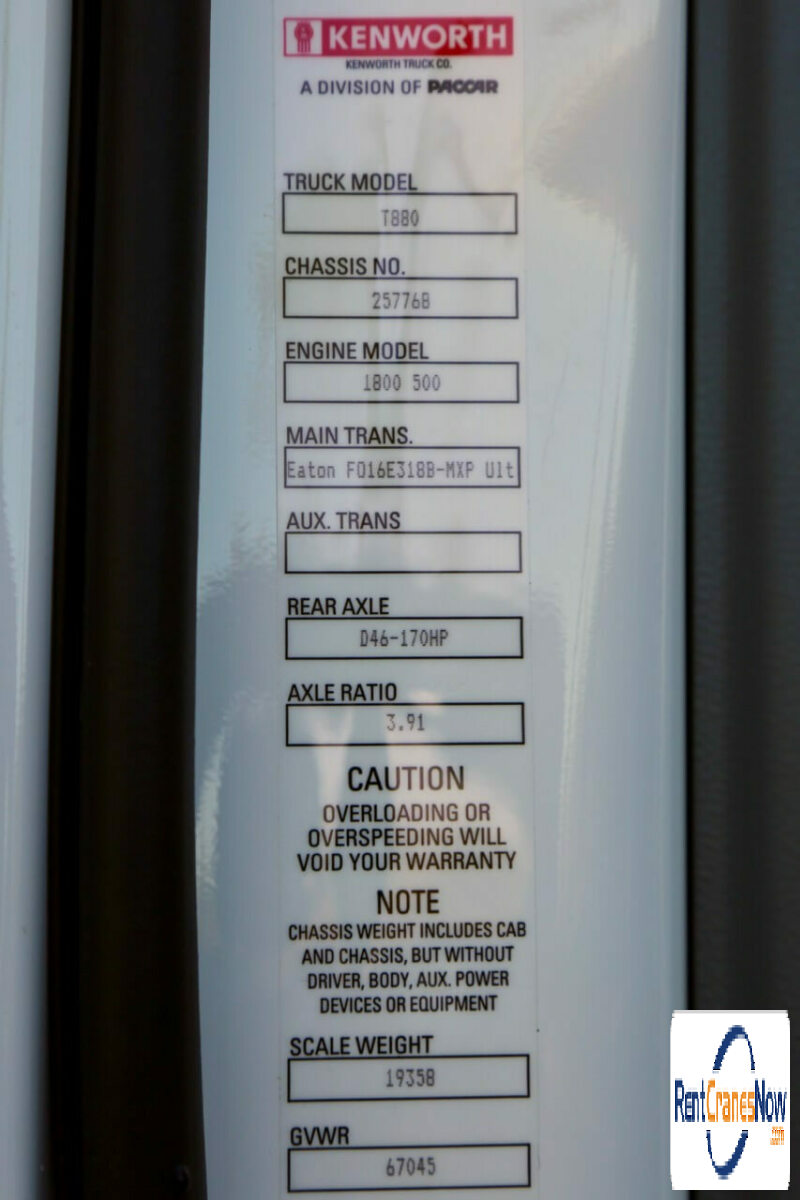 KENWORTH
KENWORTH TRUCK CO.
A DIVISION OF PACCAR
TRUCK MODEL
T880
CHASSIS NO.
257768
ENGINE MODEL
1800 500
MAIN TRANS.
Eaton FO16E318B-MXP Ult
AUX. TRANS
REAR AXLE
D46-170HP
AXLE RATIO
3.91
CAUTION
OVERLOADING OR
OVERSPEEDING WILL
VOID YOUR WARRANTY
NOTE
CHASSIS WEIGHT INCLUDES CAB
AND CHASSIS, BUT WITHOUT
DRIVER, BODY, AUX. POWER
DEVICES OR EQUIPMENT
SCALE WEIGHT
19358
GVWR
67045
RentCranesNow
.com